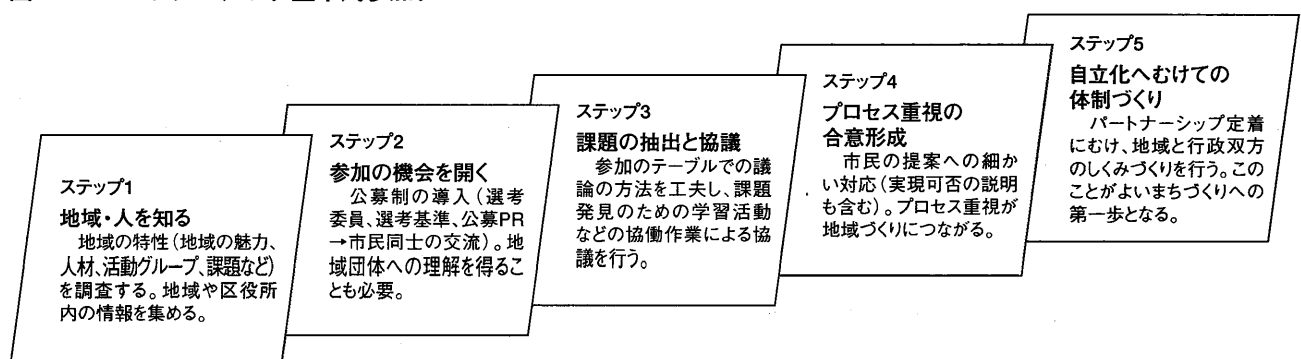 ステップ1
地域・人を知る
地域の特性(地域の魅力、
人材、活動グループ、課題など)
を調査する。地域や区役所
内の情報を集める。
ステップ2
参加の機会を開く
公募制の導入(選考
委員、選考基準、公募PR
→市民同士の交流)。地
域団体への理解を得るこ
とも必要。
ステップ3
課題の抽出と協議
参加のテーブルでの議
論の方法を工夫し、課題
発見のための学習活動
などの協働作業による協
議を行う。
ステップ4
プロセス重視の
合意形成
市民の提案への細か
い対応(実現可否の説明
も含む)。プロセス重視が
地域づくりにつながる。
ステップ5
自立化へむけての
体制づくり
パートナーシップ定着
にむけ、地域と行政双方
のしくみづくりを行う。この
ことがよいまちづくりへの
第一歩となる。